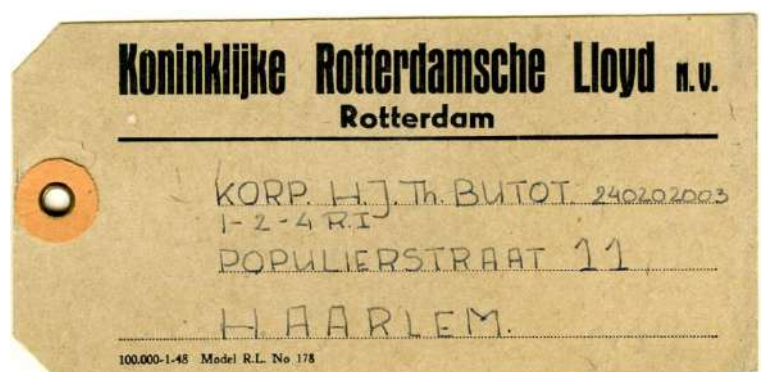 Koninklijke Rotterdamsche Lloyd N.V.
Rotterdam
KORP. H.J.Th. BUTOT. 240202003
1-2-4 R.I
POPULIERSTRAAT 11
HAARLEM.
100.000-1-48 Model R.L. No 178